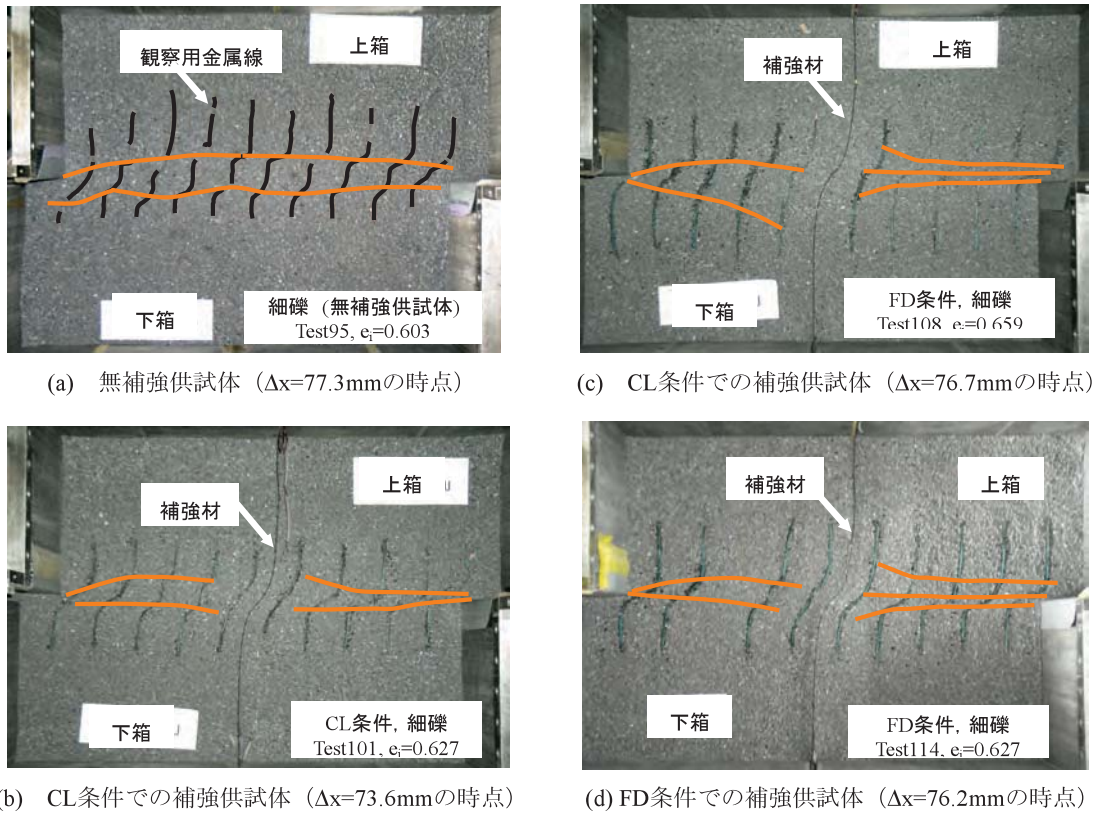 観察用金属線
上箱
下箱
細礫 (無補強供試体)
Test95, ei=0.603
(a) 無補強供試体（Δx=77.3mmの時点）
補強材
上箱
下箱
FD条件, 細礫
Test108, ei=0.659
(c) CL条件での補強供試体（Δx=76.7mmの時点）
補強材
上箱
下箱
CL条件, 細礫
Test101, ei=0.627
(b) CL条件での補強供試体（Δx=73.6mmの時点）
補強材
上箱
下箱
FD条件, 細礫
Test114, ei=0.627
(d) FD条件での補強供試体（Δx=76.2mmの時点）